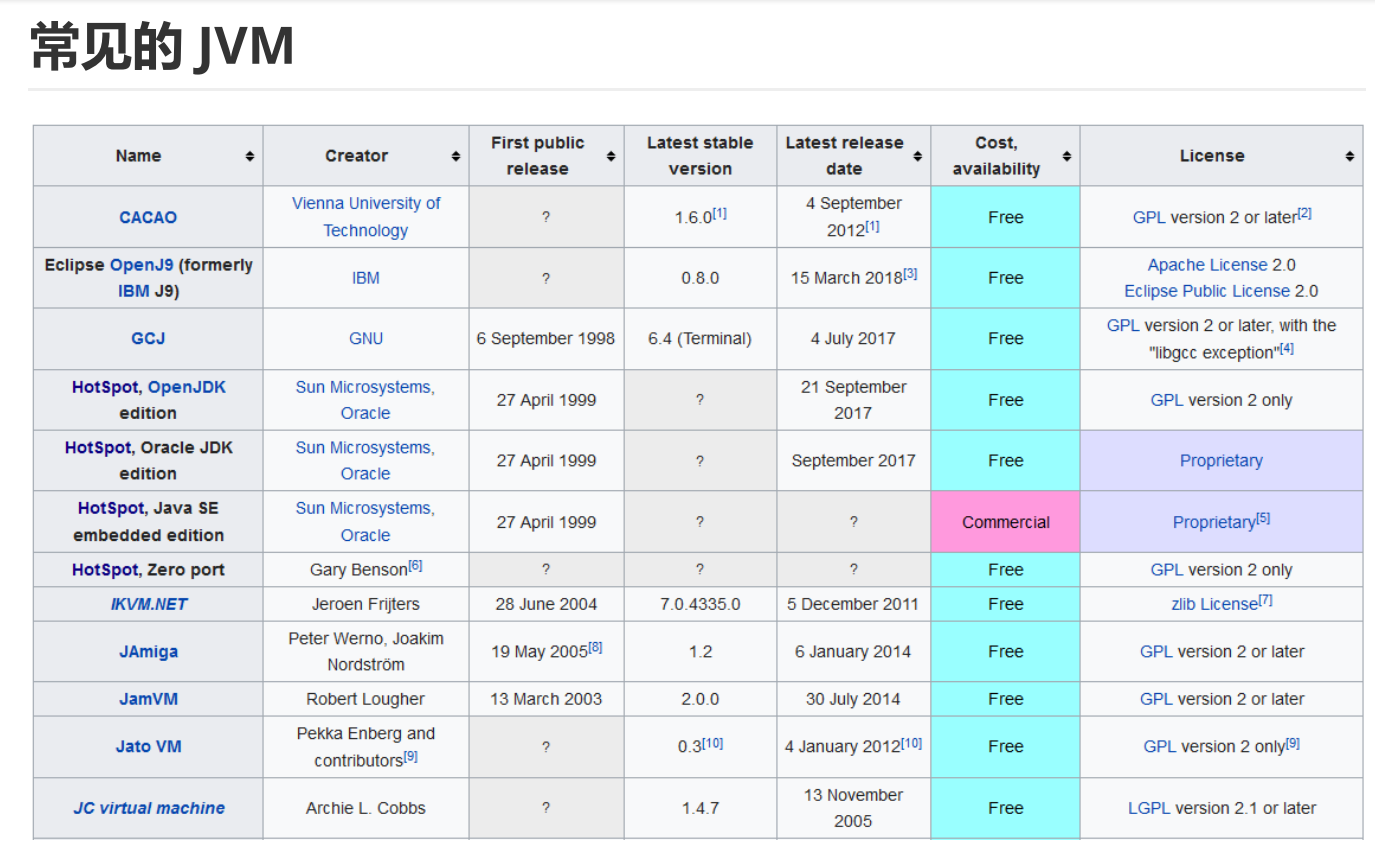 常见的 JVM
Name Creator First public release Latest stable version Latest release date Cost, availability License
CACAO Vienna University of Technology ? 1.6.0[1] 4 September 2012[1] Free GPL version 2 or later[2]
Eclipse OpenJ9 (formerly IBM J9) IBM ? 0.8.0 15 March 2018[3] Free Apache License 2.0 Eclipse Public License 2.0
GCJ GNU 6 September 1998 6.4 (Terminal) 4 July 2017 Free GPL version 2 or later, with the "libgcc exception"[4]
HotSpot, OpenJDK edition Sun Microsystems, Oracle 27 April 1999 ? 21 September 2017 Free GPL version 2 only
HotSpot, Oracle JDK edition Sun Microsystems, Oracle 27 April 1999 ? September 2017 Free Proprietary
HotSpot, Java SE embedded edition Sun Microsystems, Oracle 27 April 1999 ? ? Commercial Proprietary[5]
HotSpot, Zero port Gary Benson[6] ? ? ? Free GPL version 2 only
IKVM.NET Jeroen Frijters 28 June 2004 7.0.4335.0 5 December 2011 Free zlib License[7]
JAmiga Peter Werno, Joakim Nordström 19 May 2005[8] 1.2 6 January 2014 Free GPL version 2 or later
JamVM Robert Lougher 13 March 2003 2.0.0 30 July 2014 Free GPL version 2 or later
Jato VM Pekka Enberg and contributors[9] ? 0.3[10] 4 January 2012[10] Free GPL version 2 only[9]
JC virtual machine Archie L. Cobbs ? 1.4.7 13 November 2005 Free LGPL version 2.1 or later